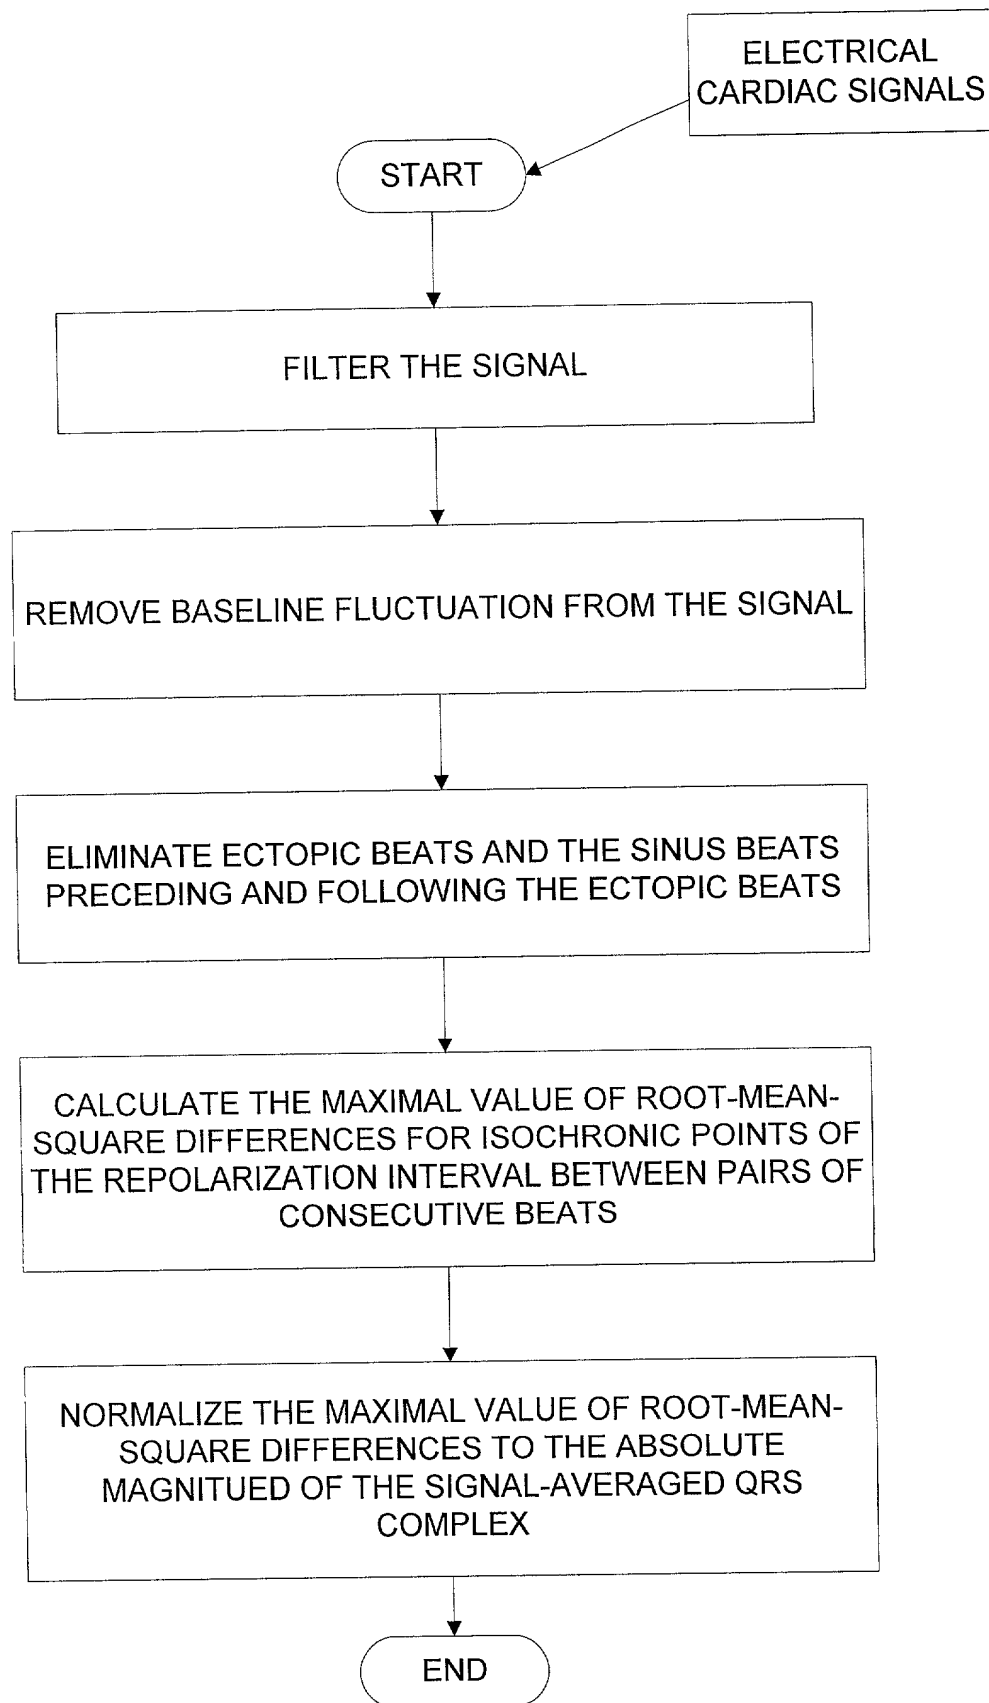 ELECTRICAL
CARDIAC SIGNALS
START
FILTER THE SIGNAL
REMOVE BASELINE FLUCTUATION FROM THE SIGNAL
ELIMINATE ECTOPIC BEATS AND THE SINUS BEATS
PRECEDING AND FOLLOWING THE ECTOPIC BEATS
CALCULATE THE MAXIMAL VALUE OF ROOT-MEAN-
SQUARE DIFFERENCES FOR ISOCHRONIC POINTS OF
THE REPOLARIZATION INTERVAL BETWEEN PAIRS OF
CONSECUTIVE BEATS
NORMALIZE THE MAXIMAL VALUE OF ROOT-MEAN-
SQUARE DIFFERENCES TO THE ABSOLUTE
MAGNITUED OF THE SIGNAL-AVERAGED QRS
COMPLEX
END